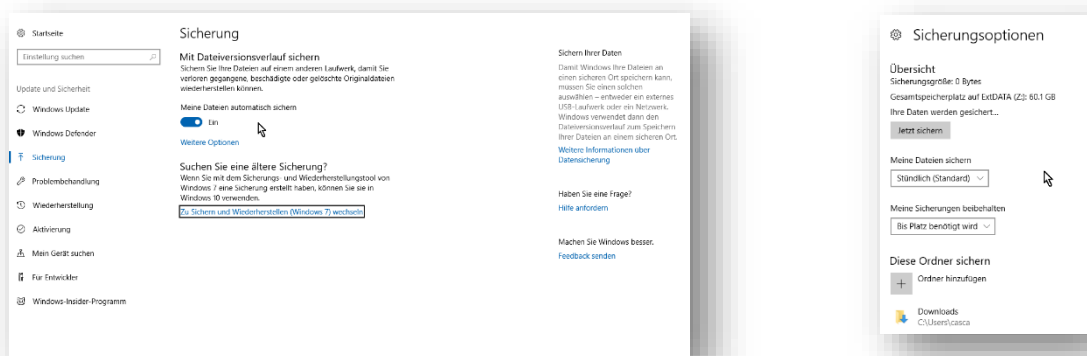 Startseite
Einstellung suchen
Update und Sicherheit
Windows Update
Windows Defender
Sicherung
Problembehandlung
Wiederherstellung
Aktivierung
Mein Gerät suchen
Für Entwickler
Windows-Insider-Programm
Sicherung
Mit Dateiversionsverlauf sichern
Sichern Sie Ihre Dateien auf einem anderen Laufwerk, damit Sie
verloren gegangene, beschädigte oder gelöschte Originaldateien
wiederherstellen können.
Meine Dateien automatisch sichern
Ein
Weitere Optionen
Suchen Sie eine ältere Sicherung?
Wenn Sie mit dem Sicherungs- und Wiederherstellungstool von
Windows 7 eine Sicherung erstellt haben, können Sie sie in
Windows 10 verwenden.
Zu Sichern und Wiederherstellen (Windows 7) wechseln
Sichern Ihrer Daten
Damit Windows Ihre Dateien an
einen sicheren Ort speichern kann,
müssen Sie einen solchen
auswählen – entweder ein externes
USB-Laufwerk oder ein Netzwerk.
Windows verwendet dann den
Dateiversionsverlauf zum Speichern
Ihrer Dateien an einem sicheren Ort.
Weitere Informationen über
Datensicherung
Haben Sie eine Frage?
Hilfe anfordern
Machen Sie Windows besser.
Feedback senden
Sicherungsoptionen
Übersicht
Sicherungsgröße: 0 Bytes
Gesamtspeicherplatz auf ExtDATA (Z:): 60.1 GB
Ihre Daten werden gesichert...
Jetzt sichern
Meine Dateien sichern
Stündlich (Standard)
Meine Sicherungen beibehalten
Bis Platz benötigt wird
Diese Ordner sichern
Ordner hinzufügen
Downloads
C:\Users\casca